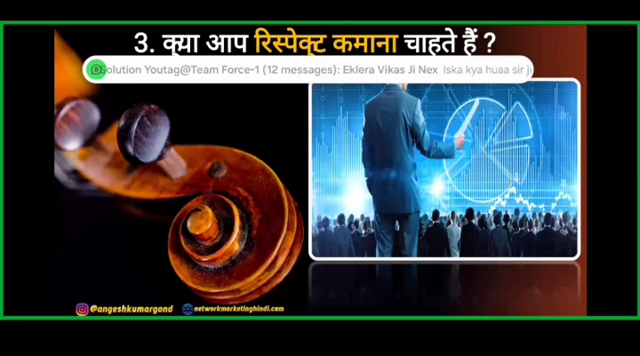 3. क्या आप रिस्पेक्ट कमाना चाहते हैं ?
Solution Youtag@Team Force-1 (12 messages): Eklera Vikas Ji Nex Iska kya huaa sir ji
@angeshkumargond networkmarketinghindi.com